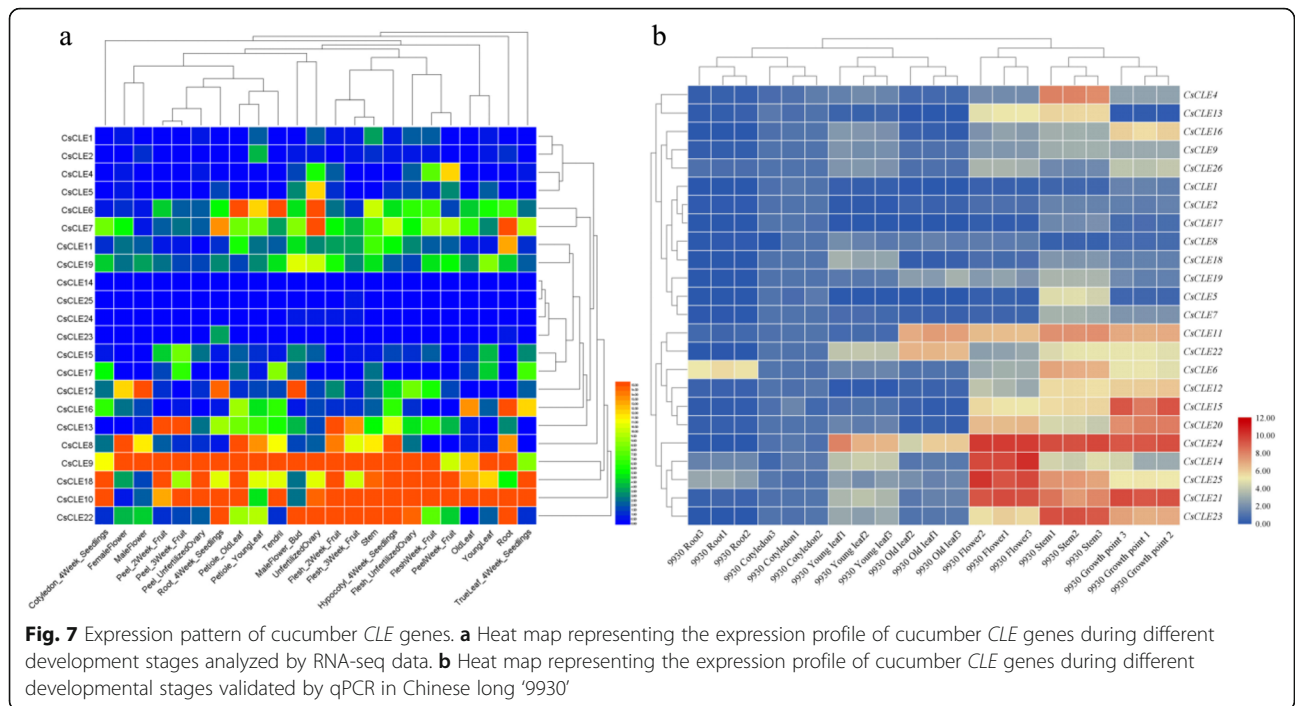 a
CsCLE1
CsCLE2
CsCLE4
CsCLE5
CsCLE6
CsCLE7
CsCLE11
CsCLE19
CsCLE14
CsCLE25
CsCLE24
CsCLE23
CsCLE15
CsCLE17
CsCLE12
CsCLE16
CsCLE13
CsCLE8
CsCLE9
CsCLE18
CsCLE10
CsCLE22
Cotyledon_4Week_Seedlings
FemaleFlower
MaleFlower
Peel_2Week_Fruit
Peel_3Week_Fruit
Peel_UnfertilizedOvary
Root_4Week_Seedlings
Petiole_OldLeaf
Petiole_YoungLeaf
Tendril
MaleFlower_Bud
UnfertilizedOvary
Flesh_2Week_Fruit
Flesh_3Week_Fruit
Stem
Hypocotyl_4Week_Seedlings
Flesh_UnfertilizedOvary
Flesh1Week_Fruit
Peel1Week_Fruit
OldLeaf
YoungLeaf
Root
TrueLeaf_4Week_Seedlings
b
CsCLE4
CsCLE13
CsCLE16
CsCLE9
CsCLE26
CsCLE1
CsCLE2
CsCLE17
CsCLE8
CsCLE18
CsCLE19
CsCLE5
CsCLE7
CsCLE11
CsCLE22
CsCLE6
CsCLE12
CsCLE15
CsCLE20
CsCLE24
CsCLE14
CsCLE25
CsCLE21
CsCLE23
12.00
10.00
8.00
6.00
4.00
2.00
0.00
9930 Root3
9930 Root1
9930 Root2
9930 Cotyledon3
9930 Cotyledon1
9930 Cotyledon2
9930 Young leaf1
9930 Young leaf2
9930 Young leaf3
9930 Old leaf2
9930 Old leaf1
9930 Old leaf3
9930 Flower2
9930 Flower1
9930 Flower3
9930 Stem1
9930 Stem2
9930 Stem3
9930 Growth point 3
9930 Growth point 1
9930 Growth point 2
Fig. 7 Expression pattern of cucumber CLE genes. a Heat map representing the expression profile of cucumber CLE genes during different
development stages analyzed by RNA-seq data. b Heat map representing the expression profile of cucumber CLE genes during different
developmental stages validated by qPCR in Chinese long ‘9930’